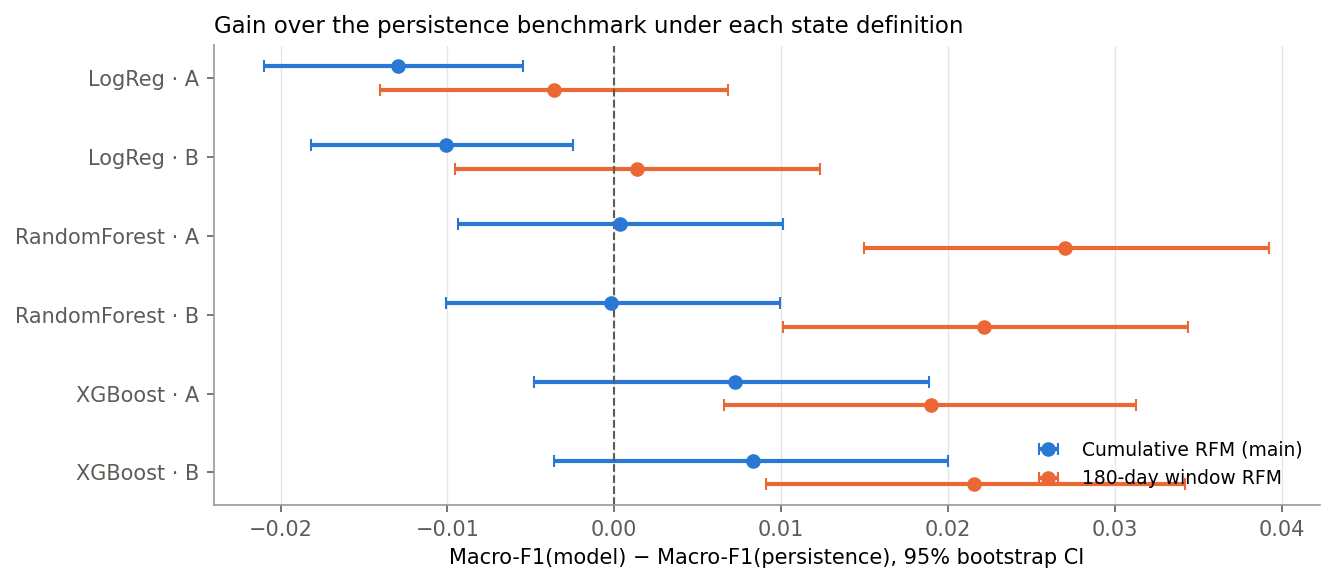 Gain over the persistence benchmark under each state definition
LogReg · A
LogReg · B
RandomForest · A
RandomForest · B
XGBoost · A
XGBoost · B
Cumulative RFM (main)
180-day window RFM
−0.02 −0.01 0.00 0.01 0.02 0.03 0.04
Macro-F1(model) − Macro-F1(persistence), 95% bootstrap CI